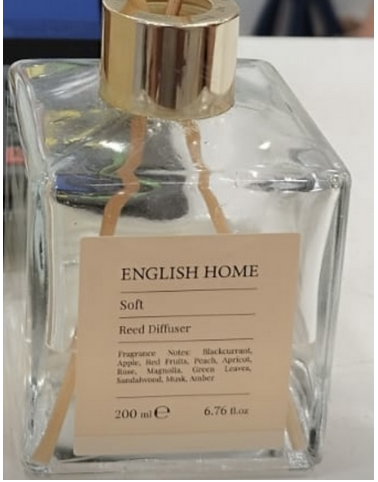 ENGLISH HOME
Soft
Reed Diffuser
Fragrance Notes: Blackcurrant,
Apple, Red Fruits, Peach, Apricot,
Rose, Magnolia, Green Leaves,
Sandalwood, Musk, Amber
200 ml ℮ 6.76 fl.oz